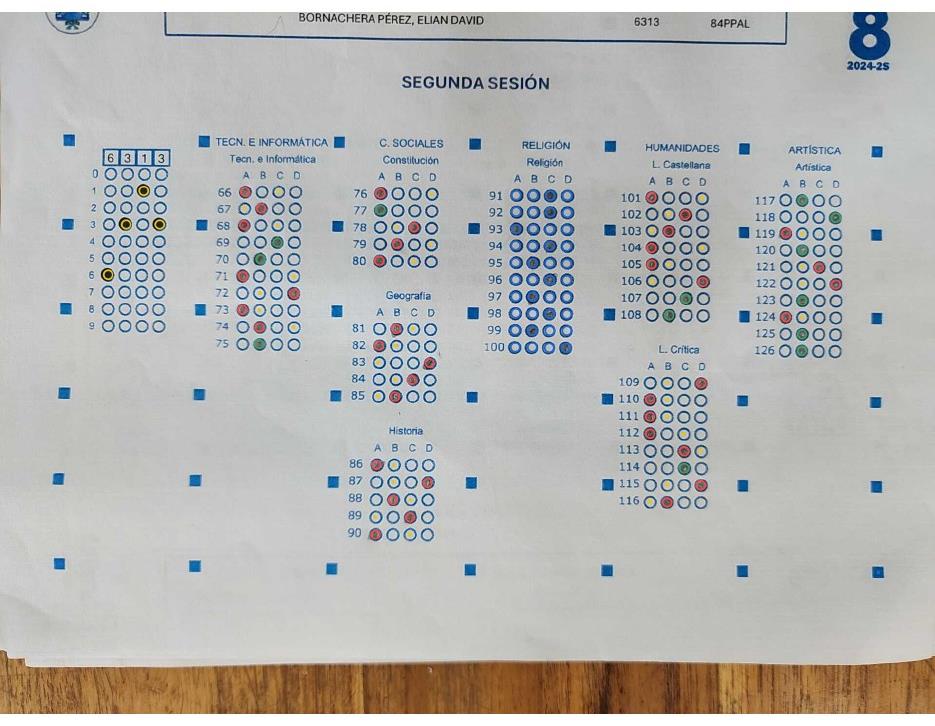 BORNACHERA PÉREZ, ELIAN DAVID 6313 84PPAL
8
2024-2S
SEGUNDA SESIÓN
6 3 1 3
0
1
2
3
4
5
6
7
8
9
TECN. E INFORMÁTICA
Tecn. e Informática
A B C D
66
67
68
69
70
71
72
73
74
75
C. SOCIALES
Constitución
A B C D
76
77
78
79
80
Geografía
A B C D
81
82
83
84
85
Historia
A B C D
86
87
88
89
90
RELIGIÓN
Religión
A B C D
91
92
93
94
95
96
97
98
99
100
HUMANIDADES
L. Castellana
A B C D
101
102
103
104
105
106
107
108
L. Crítica
A B C D
109
110
111
112
113
114
115
116
ARTÍSTICA
Artística
A B C D
117
118
119
120
121
122
123
124
125
126